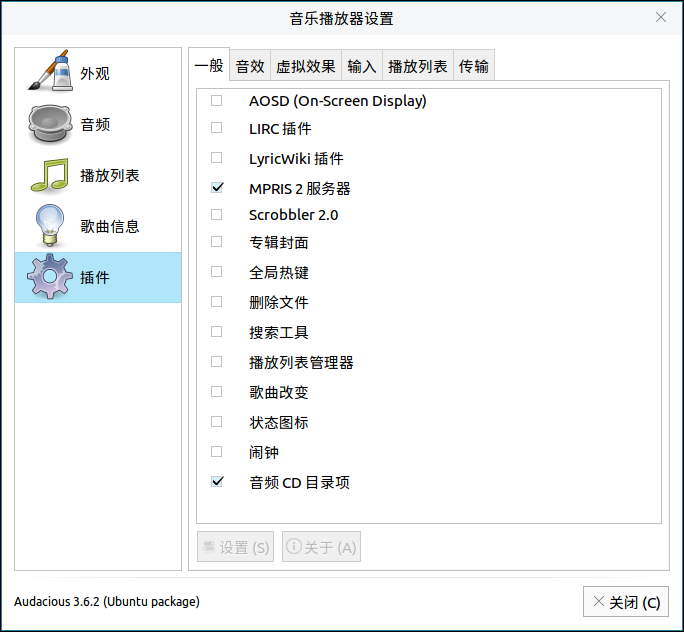 音乐播放器设置
外观
音频
播放列表
歌曲信息
插件
一般 音效 虚拟效果 输入 播放列表 传输
AOSD (On-Screen Display)
LIRC 插件
LyricWiki 插件
MPRIS 2 服务器
Scrobbler 2.0
专辑封面
全局热键
删除文件
搜索工具
播放列表管理器
歌曲改变
状态图标
闹钟
音频 CD 目录项
设置 (S) 关于 (A)
Audacious 3.6.2 (Ubuntu package)
关闭 (C)